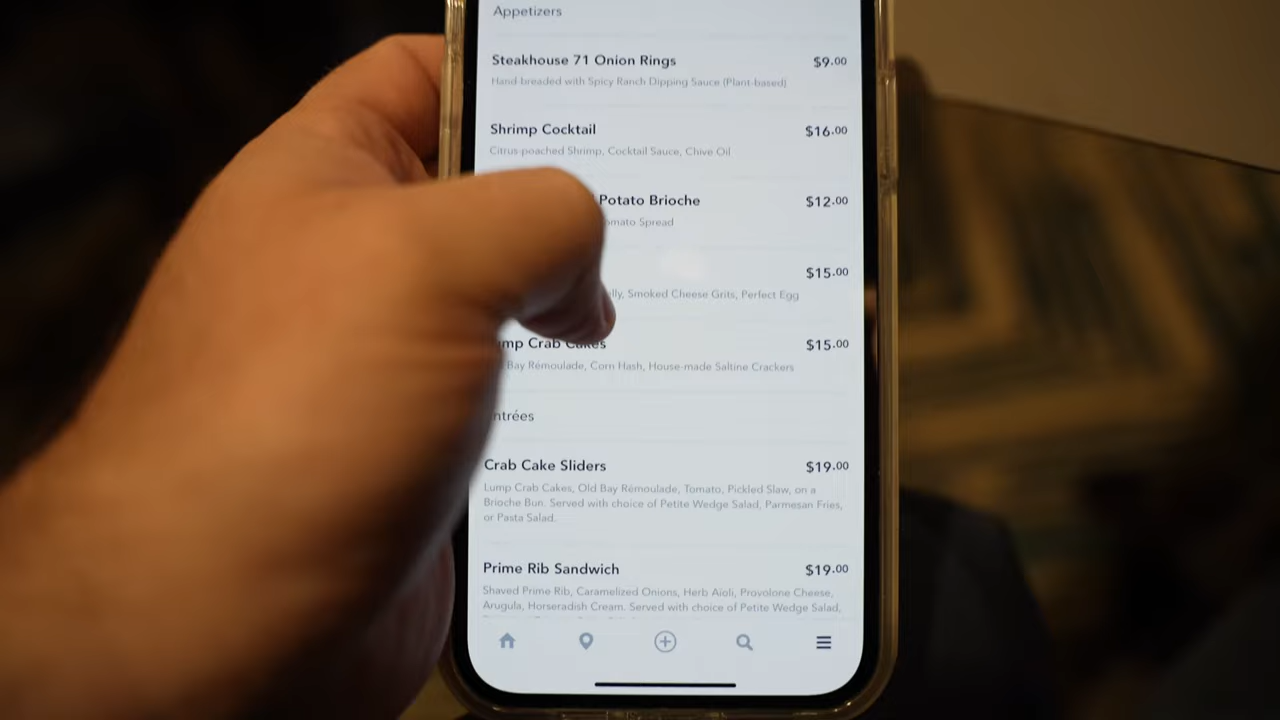 Appetizers
Steakhouse 71 Onion Rings $9.00
Hand-breaded with Spicy Ranch Dipping Sauce (Plant-based)
Shrimp Cocktail $16.00
Citrus-poached Shrimp, Cocktail Sauce, Chive Oil
Potato Brioche $12.00
Spread
$15.00
Smoked Cheese Grits, Perfect Egg
Crab Cakes $15.00
Bay Rémoulade, Corn Hash, House-made Saltine Crackers
Crab Cake Sliders $19.00
Lump Crab Cakes, Old Bay Rémoulade, Tomato, Pickled Slaw, on a
Brioche Bun. Served with choice of Petite Wedge Salad, Parmesan Fries,
or Pasta Salad.
Prime Rib Sandwich $19.00
Shaved Prime Rib, Caramelized Onions, Herb Aioli, Provolone Cheese,
Arugula, Horseradish Cream. Served with choice of Petite Wedge Salad,